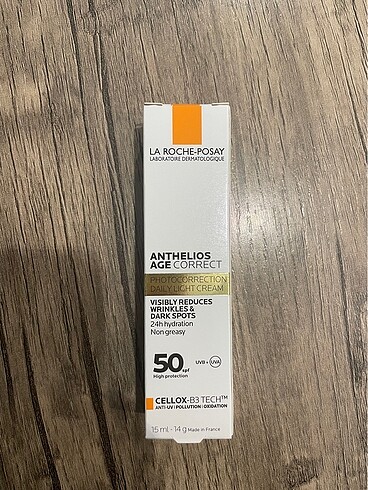 LA ROCHE-POSAY
LABORATOIRE DERMATOLOGIQUE
ANTHELIOS
AGE CORRECT
PHOTOCORRECTION
DAILY LIGHT CREAM
VISIBLY REDUCES
WRINKLES &
DARK SPOTS
24h hydration
Non greasy
50 spf UVB + UVA
High protection
CELLOX-B3 TECH™
ANTI-UV | POLLUTION | OXIDATION
15 ml - 14 g Made in France